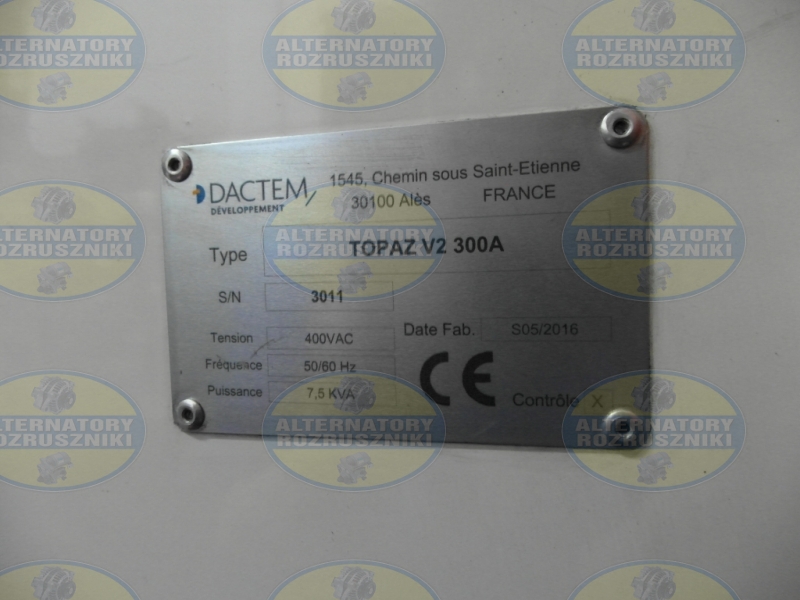 DACTEM
DÉVELOPPEMENT
1545, Chemin sous Saint-Etienne
30100 Alès FRANCE
Type TOPAZ V2 300A
S/N 3011
Tension 400VAC
Date Fab. S05/2016
Fréquence 50/60 Hz
Puissance 7.5 KVA
CE
Contrôle X
ALTERNATORY
ROZRUSZNIKI